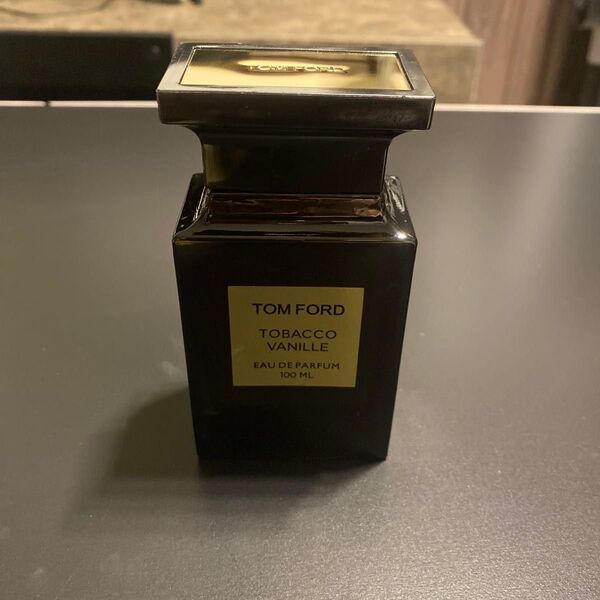 TOM FORD
TOM FORD
TOBACCO
VANILLE
EAU DE PARFUM
100 ML